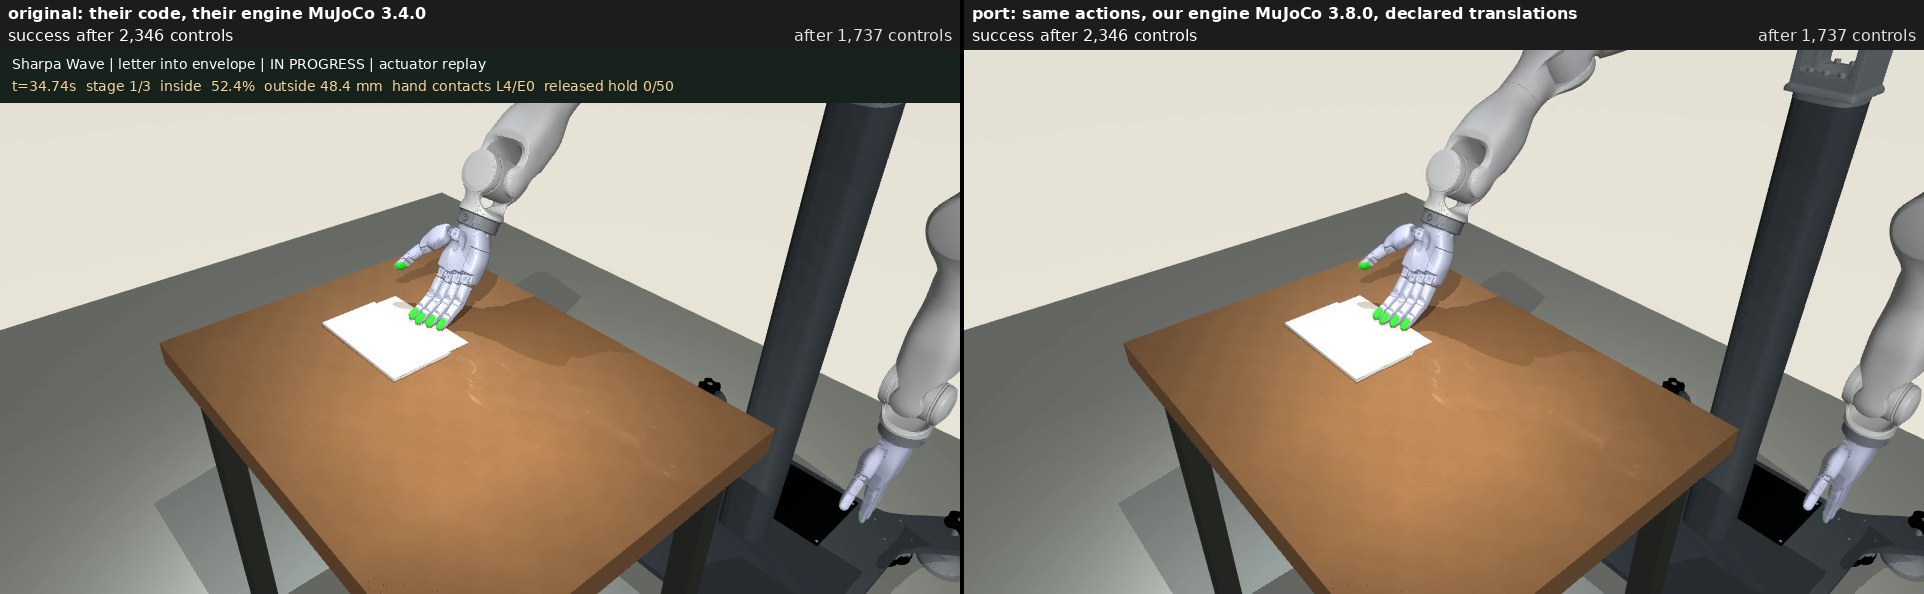 original: their code, their engine MuJoCo 3.4.0
success after 2,346 controls
after 1,737 controls
Sharpa Wave | letter into envelope | IN PROGRESS | actuator replay
t=34.74s stage 1/3 inside 52.4% outside 48.4 mm hand contacts L4/E0 released hold 0/50
port: same actions, our engine MuJoCo 3.8.0, declared translations
success after 2,346 controls
after 1,737 controls